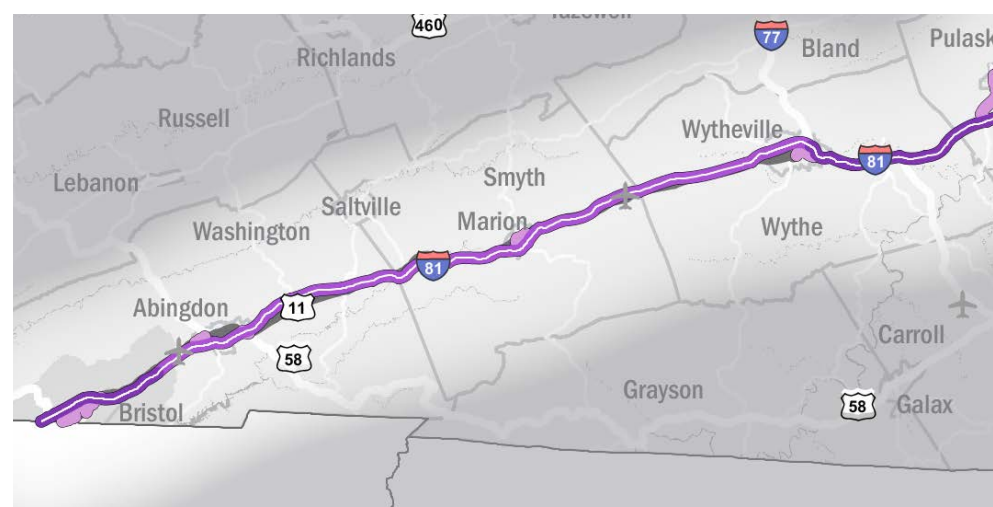 Tazewell
460
77
Bland
Pulask
Richlands
Russell
Wytheville
81
Lebanon
Smyth
Saltville
Washington
Marion
Wythe
81
Abingdon
11
58
Carroll
Grayson
Bristol
58
Galax